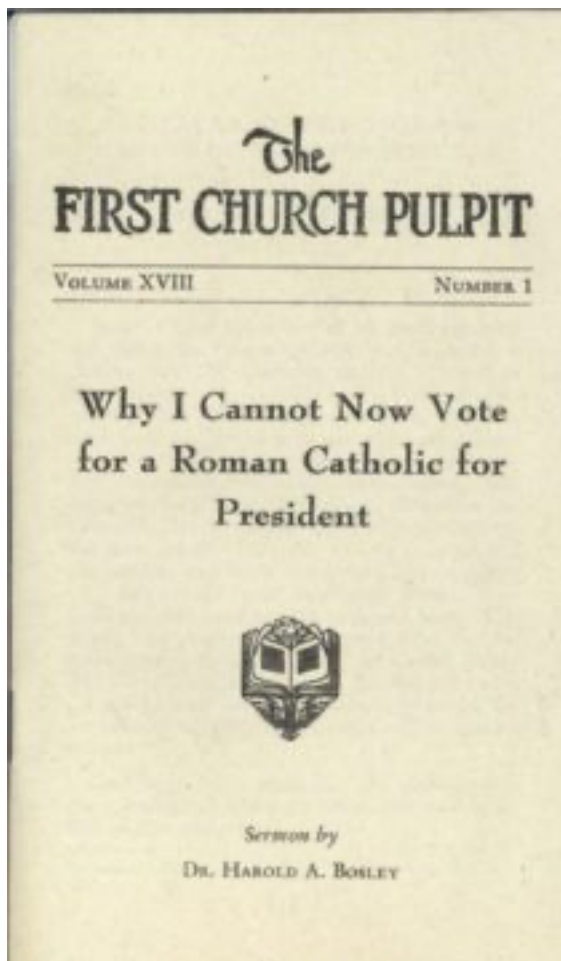 The
FIRST CHURCH PULPIT
VOLUME XVIII NUMBER 1
Why I Cannot Now Vote
for a Roman Catholic for
President
Sermon by
DR. HAROLD A. BOSLEY